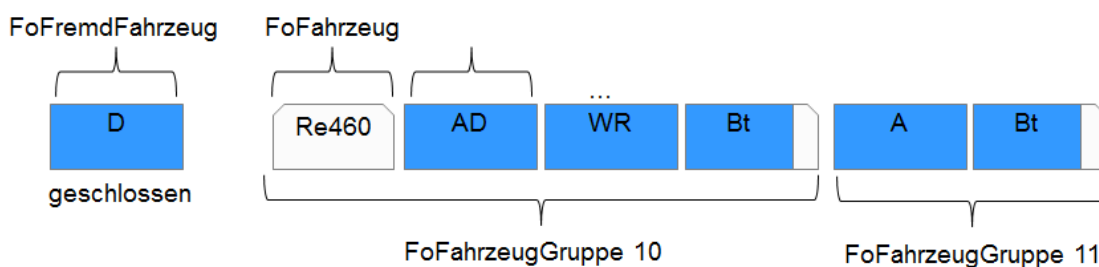 FoFremdFahrzeug
FoFahrzeug
...
D
Re460
AD
WR
Bt
A
Bt
geschlossen
FoFahrzeugGruppe 10
FoFahrzeugGruppe 11